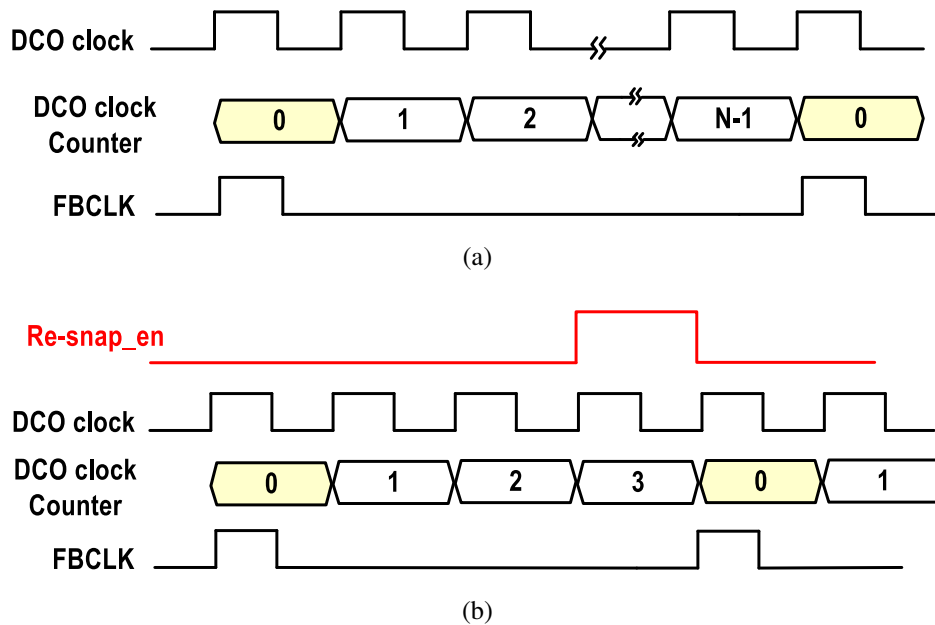 DCO clock
DCO clock
Counter
0 1 2 N-1 0
FBCLK
(a)
Re-snap_en
DCO clock
DCO clock
Counter
0 1 2 3 0 1
FBCLK
(b)